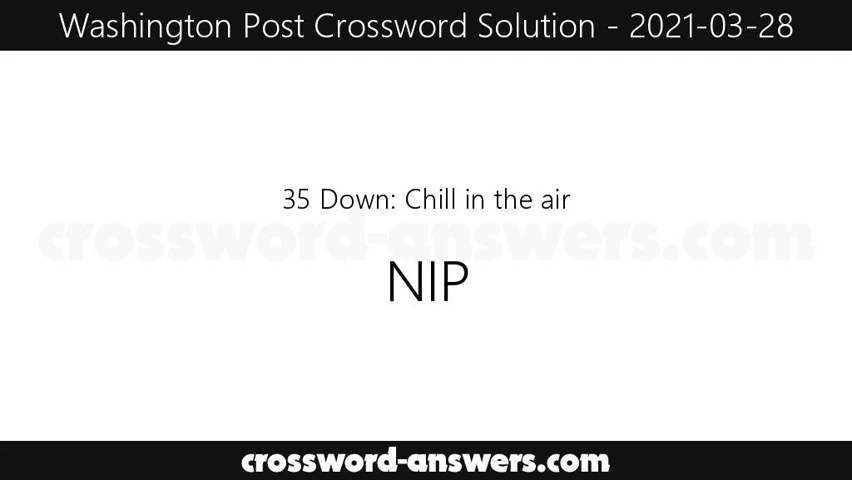 Washington Post Crossword Solution - 2021-03-28
35 Down: Chill in the air
crossword-answers.com
NIP
crossword-answers.com